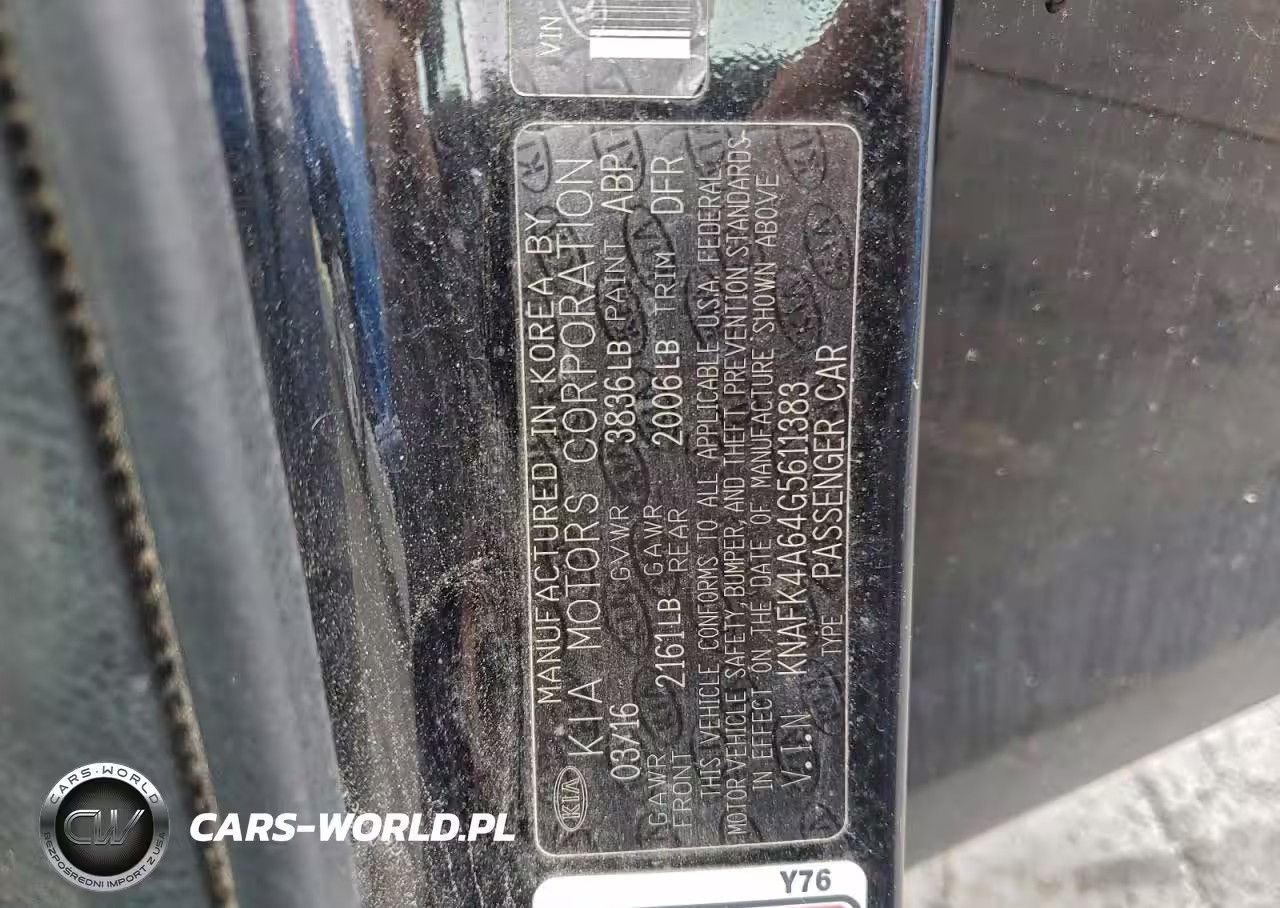 VIN
MANUFACTURED IN KOREA BY
KIA KIA MOTORS CORPORATION
03/16 GVWR 3836LB PAINT ABP
GAWR FRONT 2161LB GAWR REAR 2006LB TRIM DFR
THIS VEHICLE CONFORMS TO ALL APPLICABLE U.S.A. FEDERAL
MOTOR VEHICLE SAFETY, BUMPER, AND THEFT PREVENTION STANDARDS
IN EFFECT ON THE DATE OF MANUFACTURE SHOWN ABOVE
V.I.N KNAFK4A64G5611383
TYPE PASSENGER CAR
Y76
CARS-WORLD
CW
BEZPOŚREDNI IMPORT Z USA
CARS-WORLD.PL